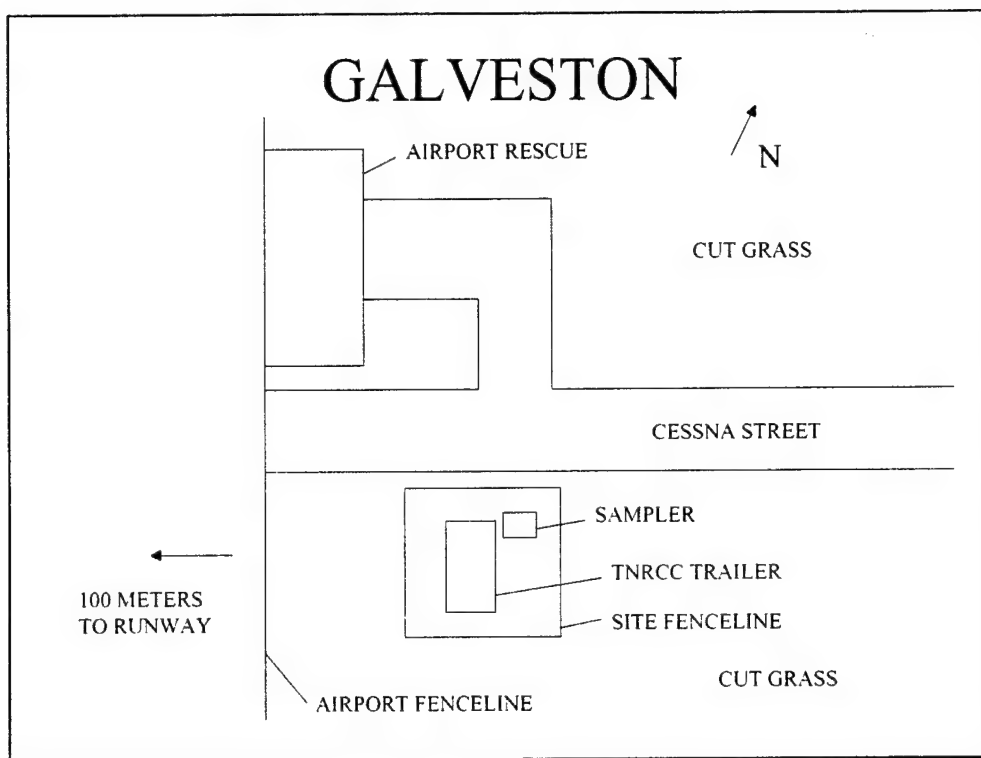 GALVESTON
AIRPORT RESCUE
N
CUT GRASS
CESSNA STREET
SAMPLER
TNRCC TRAILER
100 METERS
TO RUNWAY
SITE FENCELINE
CUT GRASS
AIRPORT FENCELINE